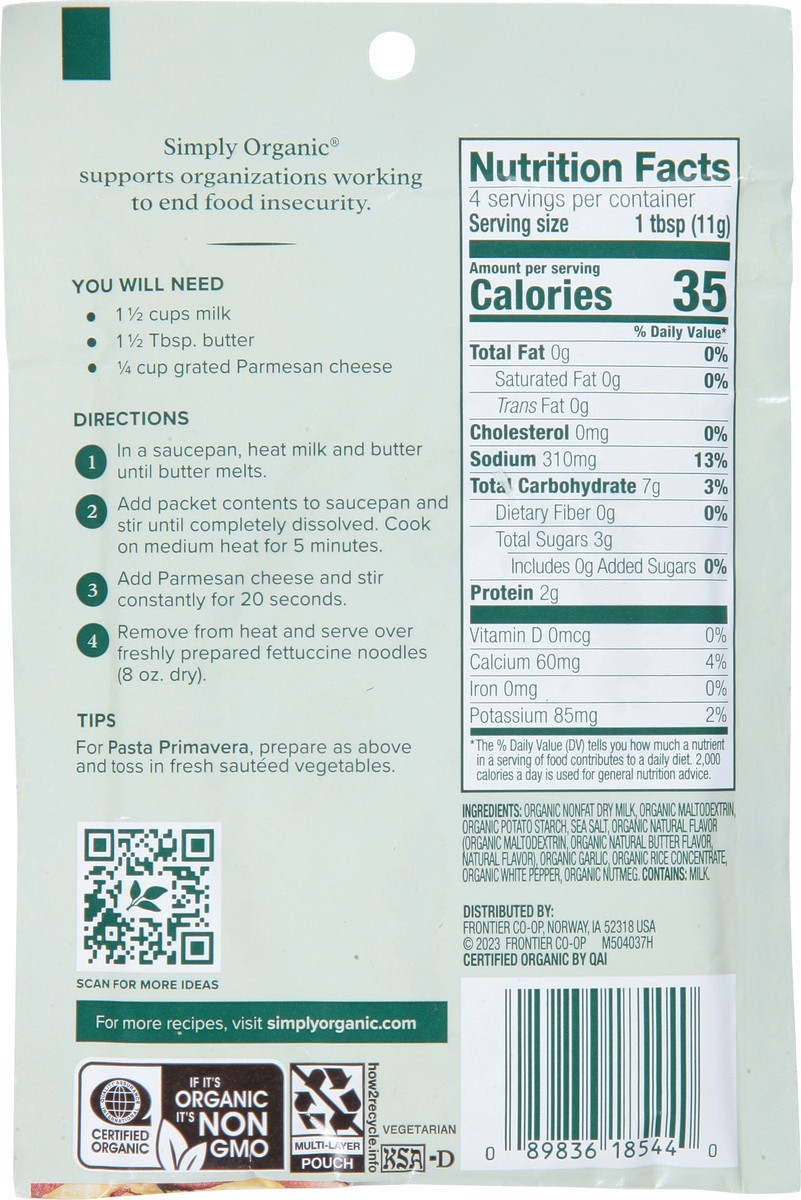 Simply Organic®
supports organizations working
to end food insecurity.
YOU WILL NEED
• 1 ½ cups milk
• 1 ½ Tbsp. butter
• ¼ cup grated Parmesan cheese
DIRECTIONS
1 In a saucepan, heat milk and butter
until butter melts.
2 Add packet contents to saucepan and
stir until completely dissolved. Cook
on medium heat for 5 minutes.
3 Add Parmesan cheese and stir
constantly for 20 seconds.
4 Remove from heat and serve over
freshly prepared fettuccine noodles
(8 oz. dry).
TIPS
For Pasta Primavera, prepare as above
and toss in fresh sautéed vegetables.
SCAN FOR MORE IDEAS
For more recipes, visit simplyorganic.com
QUALITY ASSURANCE INTERNATIONAL
CERTIFIED
ORGANIC
IF IT'S
ORGANIC
IT'S NON
GMO
MULTI-LAYER
POUCH
how2recycle.info
VEGETARIAN
KSA-D
Nutrition Facts
4 servings per container
Serving size 1 tbsp (11g)
Amount per serving
Calories 35
% Daily Value*
Total Fat 0g 0%
Saturated Fat 0g 0%
Trans Fat 0g
Cholesterol 0mg 0%
Sodium 310mg 13%
Total Carbohydrate 7g 3%
Dietary Fiber 0g 0%
Total Sugars 3g
Includes 0g Added Sugars 0%
Protein 2g
Vitamin D 0mcg 0%
Calcium 60mg 4%
Iron 0mg 0%
Potassium 85mg 2%
*The % Daily Value (DV) tells you how much a nutrient
in a serving of food contributes to a daily diet. 2,000
calories a day is used for general nutrition advice.
INGREDIENTS: ORGANIC NONFAT DRY MILK, ORGANIC MALTODEXTRIN,
ORGANIC POTATO STARCH, SEA SALT, ORGANIC NATURAL FLAVOR
(ORGANIC MALTODEXTRIN, ORGANIC NATURAL BUTTER FLAVOR,
NATURAL FLAVOR), ORGANIC GARLIC, ORGANIC RICE CONCENTRATE,
ORGANIC WHITE PEPPER, ORGANIC NUTMEG. CONTAINS: MILK.
DISTRIBUTED BY:
FRONTIER CO-OP, NORWAY, IA 52318 USA
© 2023 FRONTIER CO-OP M504037H
CERTIFIED ORGANIC BY QAI
0 89836 18544 0